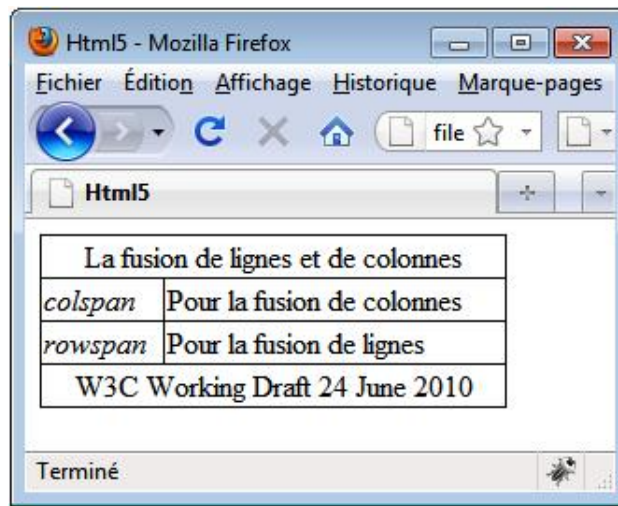 Html5 - Mozilla Firefox
Fichier Édition Affichage Historique Marque-pages
file
Html5
La fusion de lignes et de colonnes
colspan Pour la fusion de colonnes
rowspan Pour la fusion de lignes
W3C Working Draft 24 June 2010
Terminé